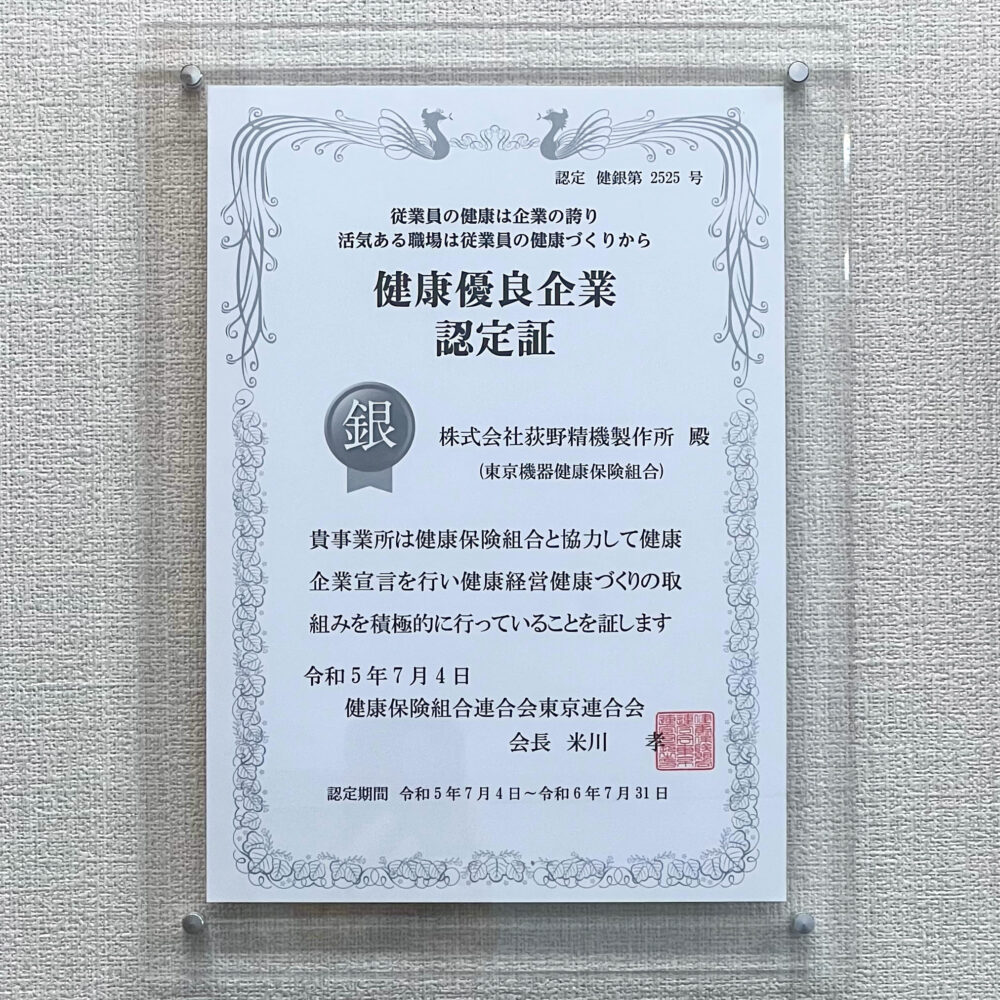 認定 健銀第 2525 号
従業員の健康は企業の誇り
活気ある職場は従業員の健康づくりから
健康優良企業
認定証
銀
株式会社荻野精機製作所 殿
(東京機器健康保険組合)
貴事業所は健康保険組合と協力して健康
企業宣言を行い健康経営健康づくりの取
組みを積極的に行っていることを証します
令和5年7月4日
健康保険組合連合会東京連合会
会長 米川 孝
認定期間 令和5年7月4日～令和6年7月31日